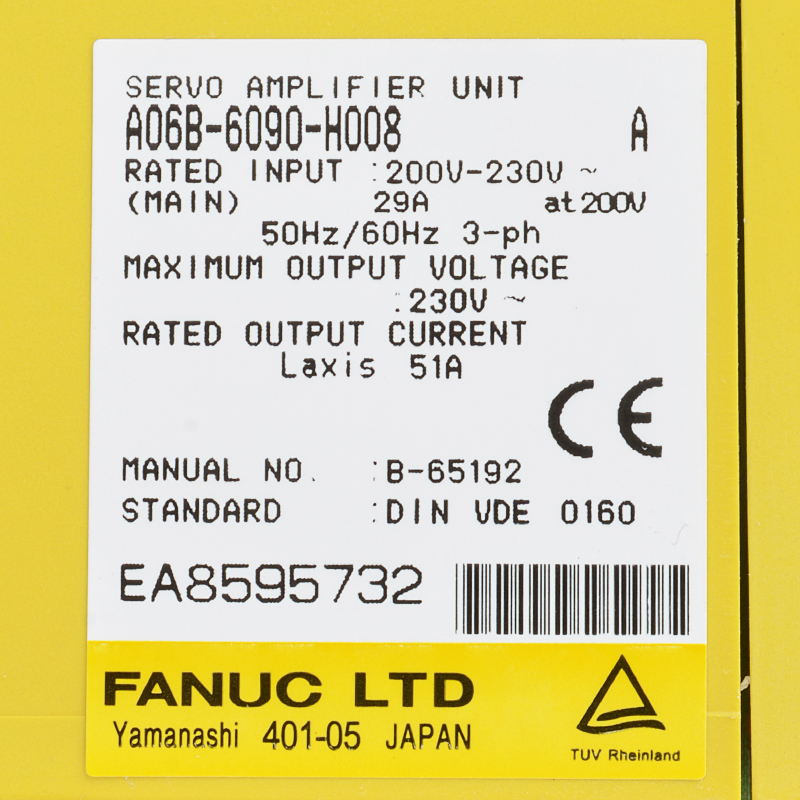 SERVO AMPLIFIER UNIT
A06B-6090-H008 A
RATED INPUT :200V-230V ~
(MAIN) 29A at 200V
50Hz/60Hz 3-ph
MAXIMUM OUTPUT VOLTAGE
:230V ~
RATED OUTPUT CURRENT
Laxis 51A
CE
MANUAL NO. :B-65192
STANDARD :DIN VDE 0160
EA8595732
FANUC LTD
Yamanashi 401-05 JAPAN
TUV Rheinland